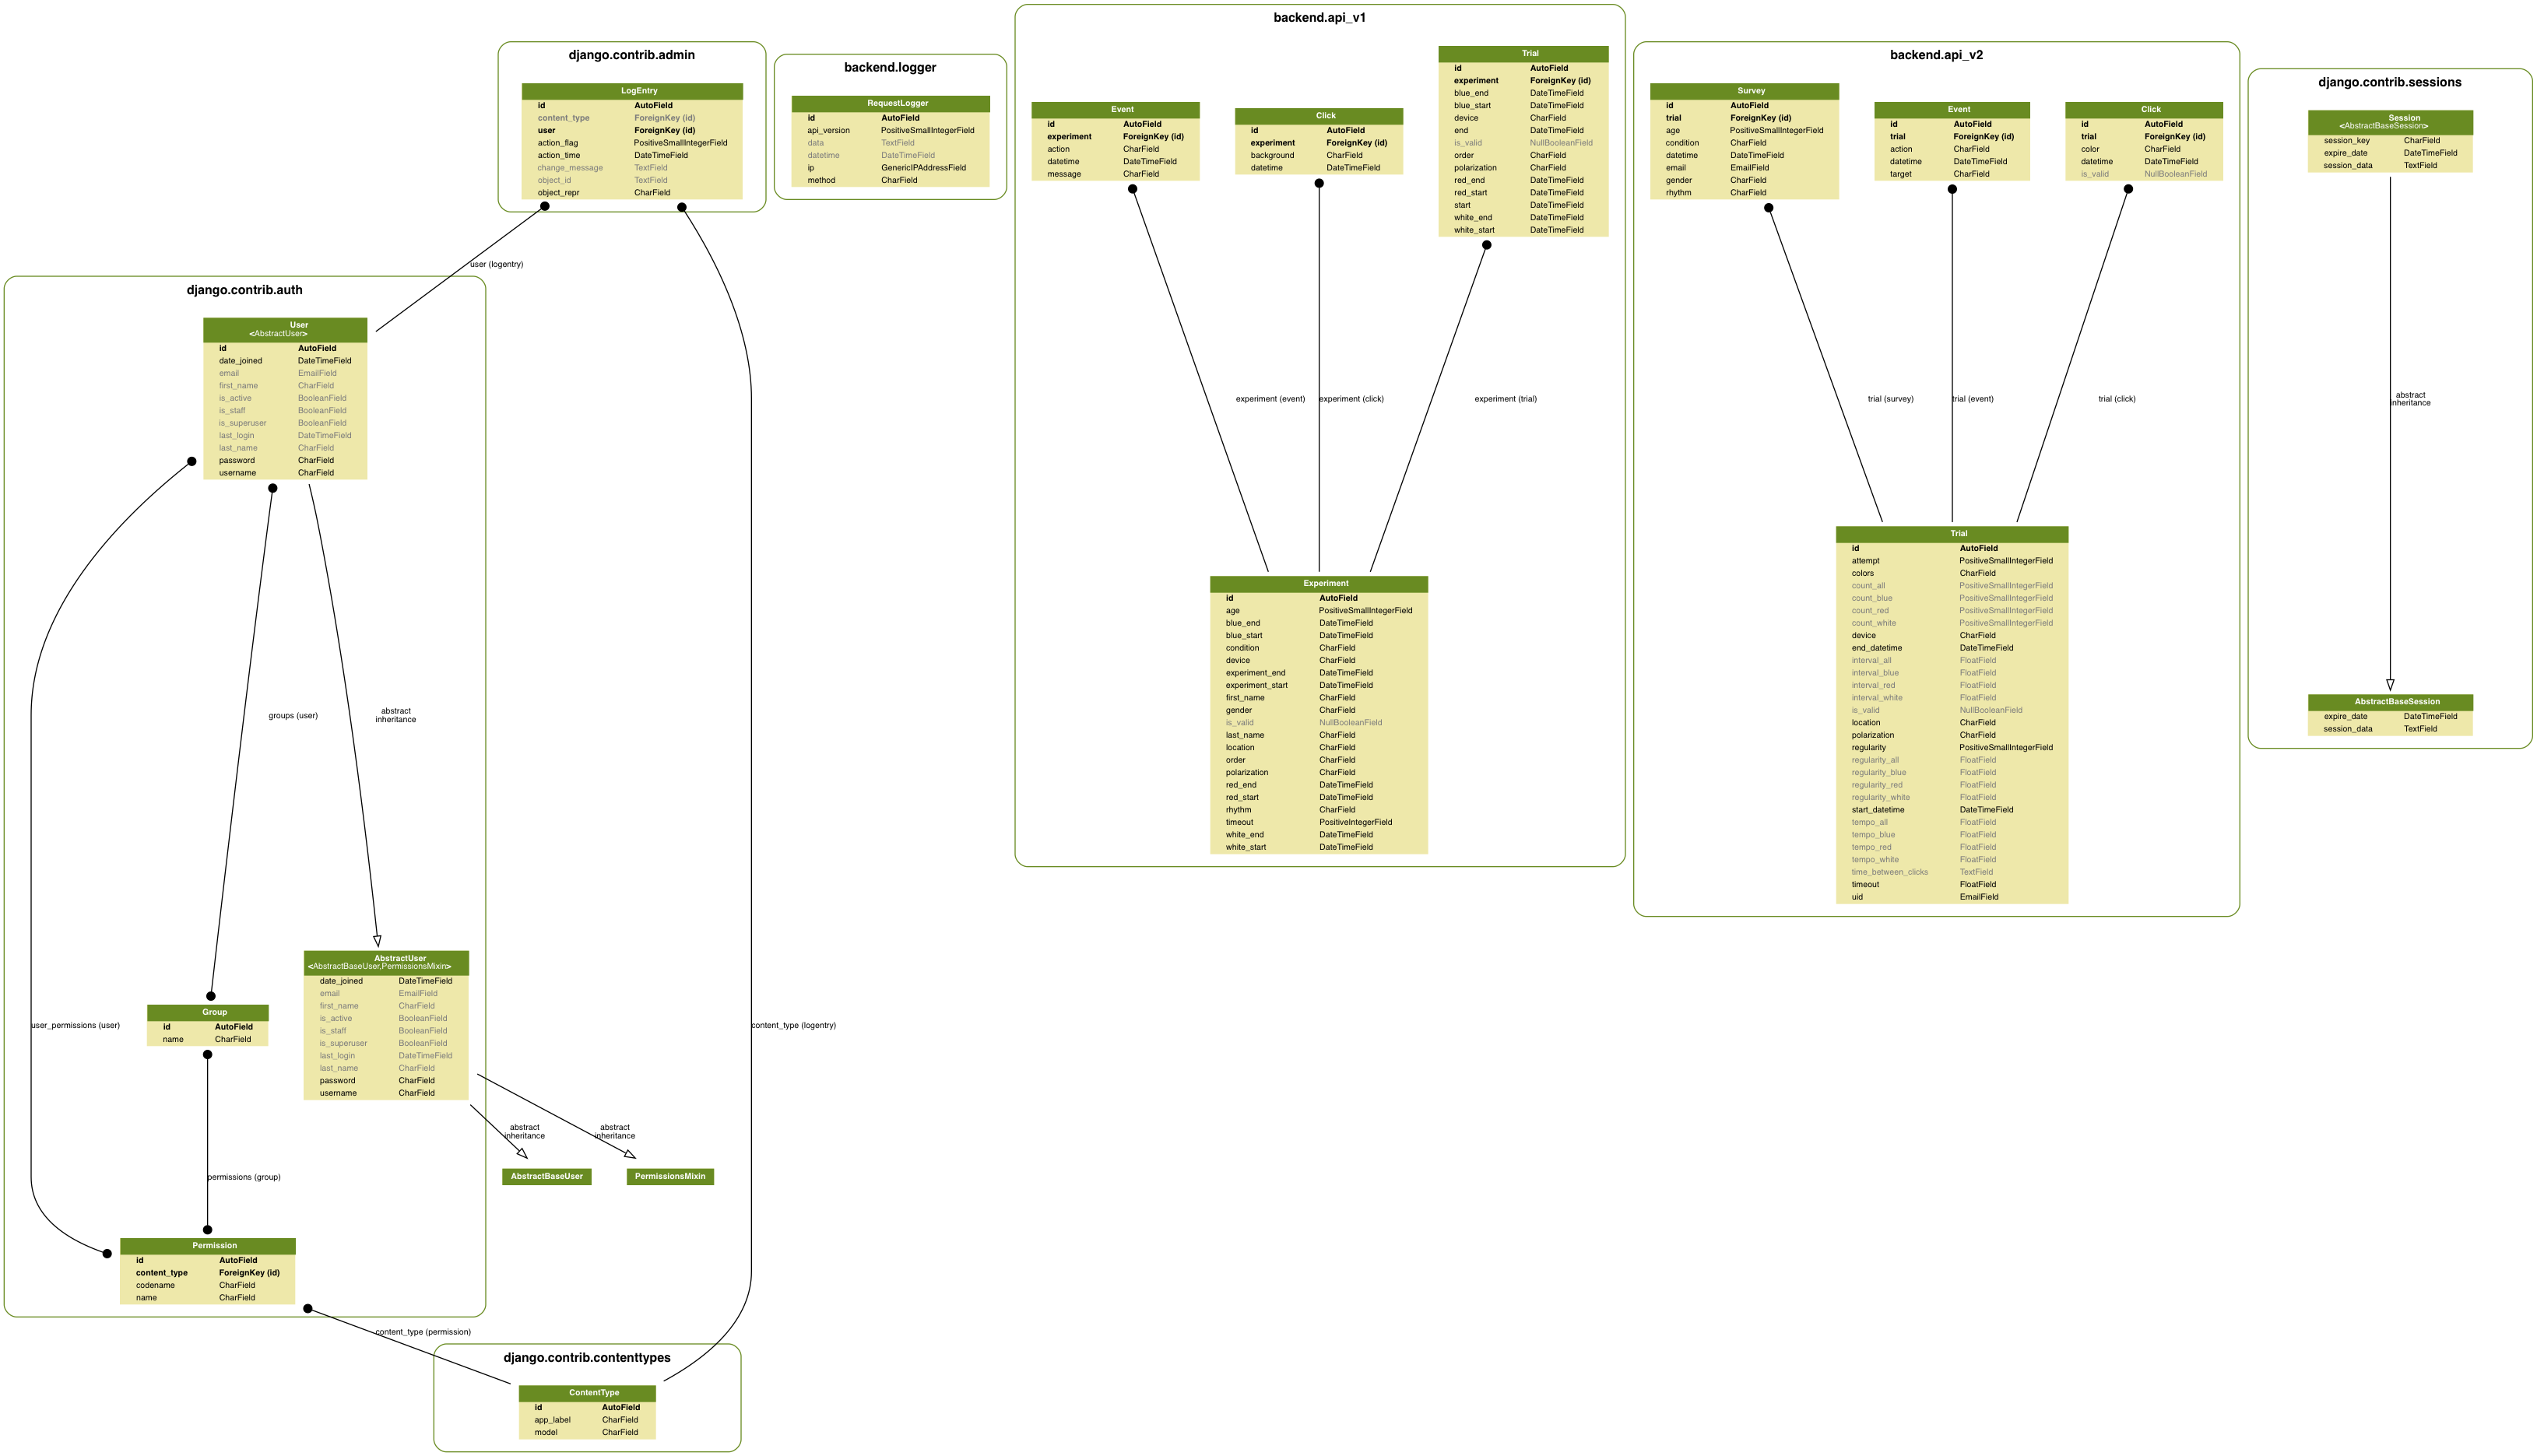 django.contrib.admin
LogEntry
id AutoField
content_type ForeignKey (id)
user ForeignKey (id)
action_flag PositiveSmallIntegerField
action_time DateTimeField
change_message TextField
object_id TextField
object_repr CharField
backend.logger
RequestLogger
id AutoField
api_version PositiveSmallIntegerField
data TextField
datetime DateTimeField
ip GenericIPAddressField
method CharField
backend.api_v1
Event
id AutoField
experiment ForeignKey (id)
action CharField
datetime DateTimeField
message CharField
Click
id AutoField
experiment ForeignKey (id)
background CharField
datetime DateTimeField
Trial
id AutoField
experiment ForeignKey (id)
blue_end DateTimeField
blue_start DateTimeField
device CharField
end DateTimeField
is_valid NullBooleanField
order CharField
polarization CharField
red_end DateTimeField
red_start DateTimeField
start DateTimeField
white_end DateTimeField
white_start DateTimeField
experiment (event)
experiment (click)
experiment (trial)
Experiment
id AutoField
age PositiveSmallIntegerField
blue_end DateTimeField
blue_start DateTimeField
condition CharField
device CharField
experiment_end DateTimeField
experiment_start DateTimeField
first_name CharField
gender CharField
is_valid NullBooleanField
last_name CharField
location CharField
order CharField
polarization CharField
red_end DateTimeField
red_start DateTimeField
rhythm CharField
timeout PositiveIntegerField
white_end DateTimeField
white_start DateTimeField
backend.api_v2
Survey
id AutoField
trial ForeignKey (id)
age PositiveSmallIntegerField
condition CharField
datetime DateTimeField
email EmailField
gender CharField
rhythm CharField
Event
id AutoField
trial ForeignKey (id)
action CharField
datetime DateTimeField
target CharField
Click
id AutoField
trial ForeignKey (id)
color CharField
datetime DateTimeField
is_valid NullBooleanField
trial (survey)
trial (event)
trial (click)
Trial
id AutoField
attempt PositiveSmallIntegerField
colors CharField
count_all PositiveSmallIntegerField
count_blue PositiveSmallIntegerField
count_red PositiveSmallIntegerField
count_white PositiveSmallIntegerField
device CharField
end_datetime DateTimeField
interval_all FloatField
interval_blue FloatField
interval_red FloatField
interval_white FloatField
is_valid NullBooleanField
location CharField
polarization CharField
regularity PositiveSmallIntegerField
regularity_all FloatField
regularity_blue FloatField
regularity_red FloatField
regularity_white FloatField
start_datetime DateTimeField
tempo_all FloatField
tempo_blue FloatField
tempo_red FloatField
tempo_white FloatField
time_between_clicks TextField
timeout FloatField
uid EmailField
django.contrib.sessions
Session
<AbstractBaseSession>
session_key CharField
expire_date DateTimeField
session_data TextField
abstract
inheritance
AbstractBaseSession
expire_date DateTimeField
session_data TextField
user (logentry)
django.contrib.auth
User
<AbstractUser>
id AutoField
date_joined DateTimeField
email EmailField
first_name CharField
is_active BooleanField
is_staff BooleanField
is_superuser BooleanField
last_login DateTimeField
last_name CharField
password CharField
username CharField
groups (user)
abstract
inheritance
AbstractUser
<AbstractBaseUser,PermissionsMixin>
date_joined DateTimeField
email EmailField
first_name CharField
is_active BooleanField
is_staff BooleanField
is_superuser BooleanField
last_login DateTimeField
last_name CharField
password CharField
username CharField
Group
id AutoField
name CharField
user_permissions (user)
content_type (logentry)
abstract
inheritance
abstract
inheritance
AbstractBaseUser
PermissionsMixin
permissions (group)
Permission
id AutoField
content_type ForeignKey (id)
codename CharField
name CharField
content_type (permission)
django.contrib.contenttypes
ContentType
id AutoField
app_label CharField
model CharField